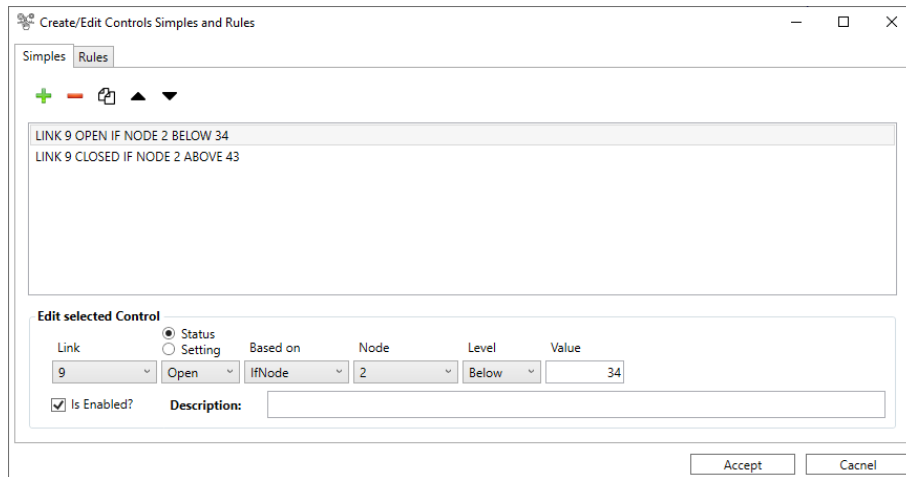 Create/Edit Controls Simples and Rules
Simples Rules
LINK 9 OPEN IF NODE 2 BELOW 34
LINK 9 CLOSED IF NODE 2 ABOVE 43
Edit selected Control
Status
Link Setting Based on Node Level Value
9 Open IfNode 2 Below 34
Is Enabled? Description:
Accept Cacnel